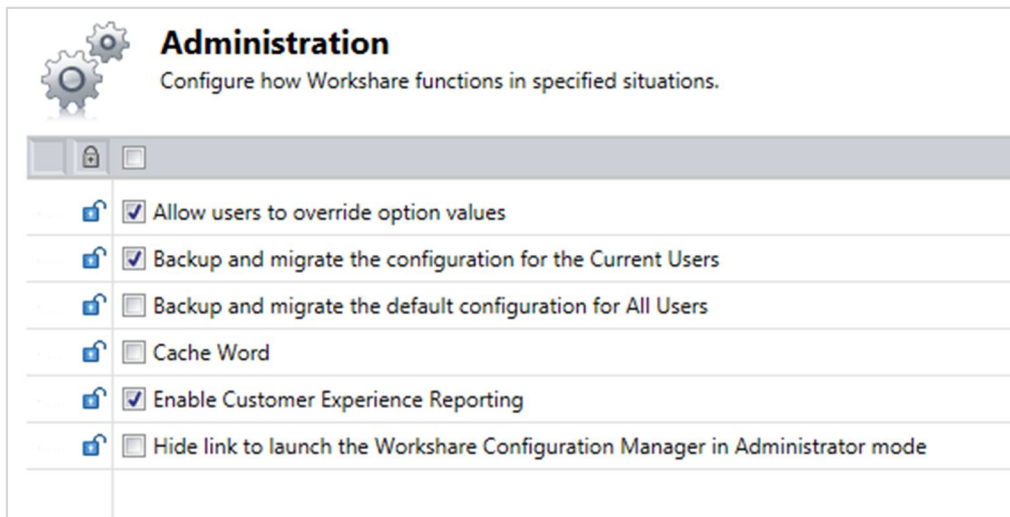 Administration
Configure how Workshare functions in specified situations.
Allow users to override option values
Backup and migrate the configuration for the Current Users
Backup and migrate the default configuration for All Users
Cache Word
Enable Customer Experience Reporting
Hide link to launch the Workshare Configuration Manager in Administrator mode